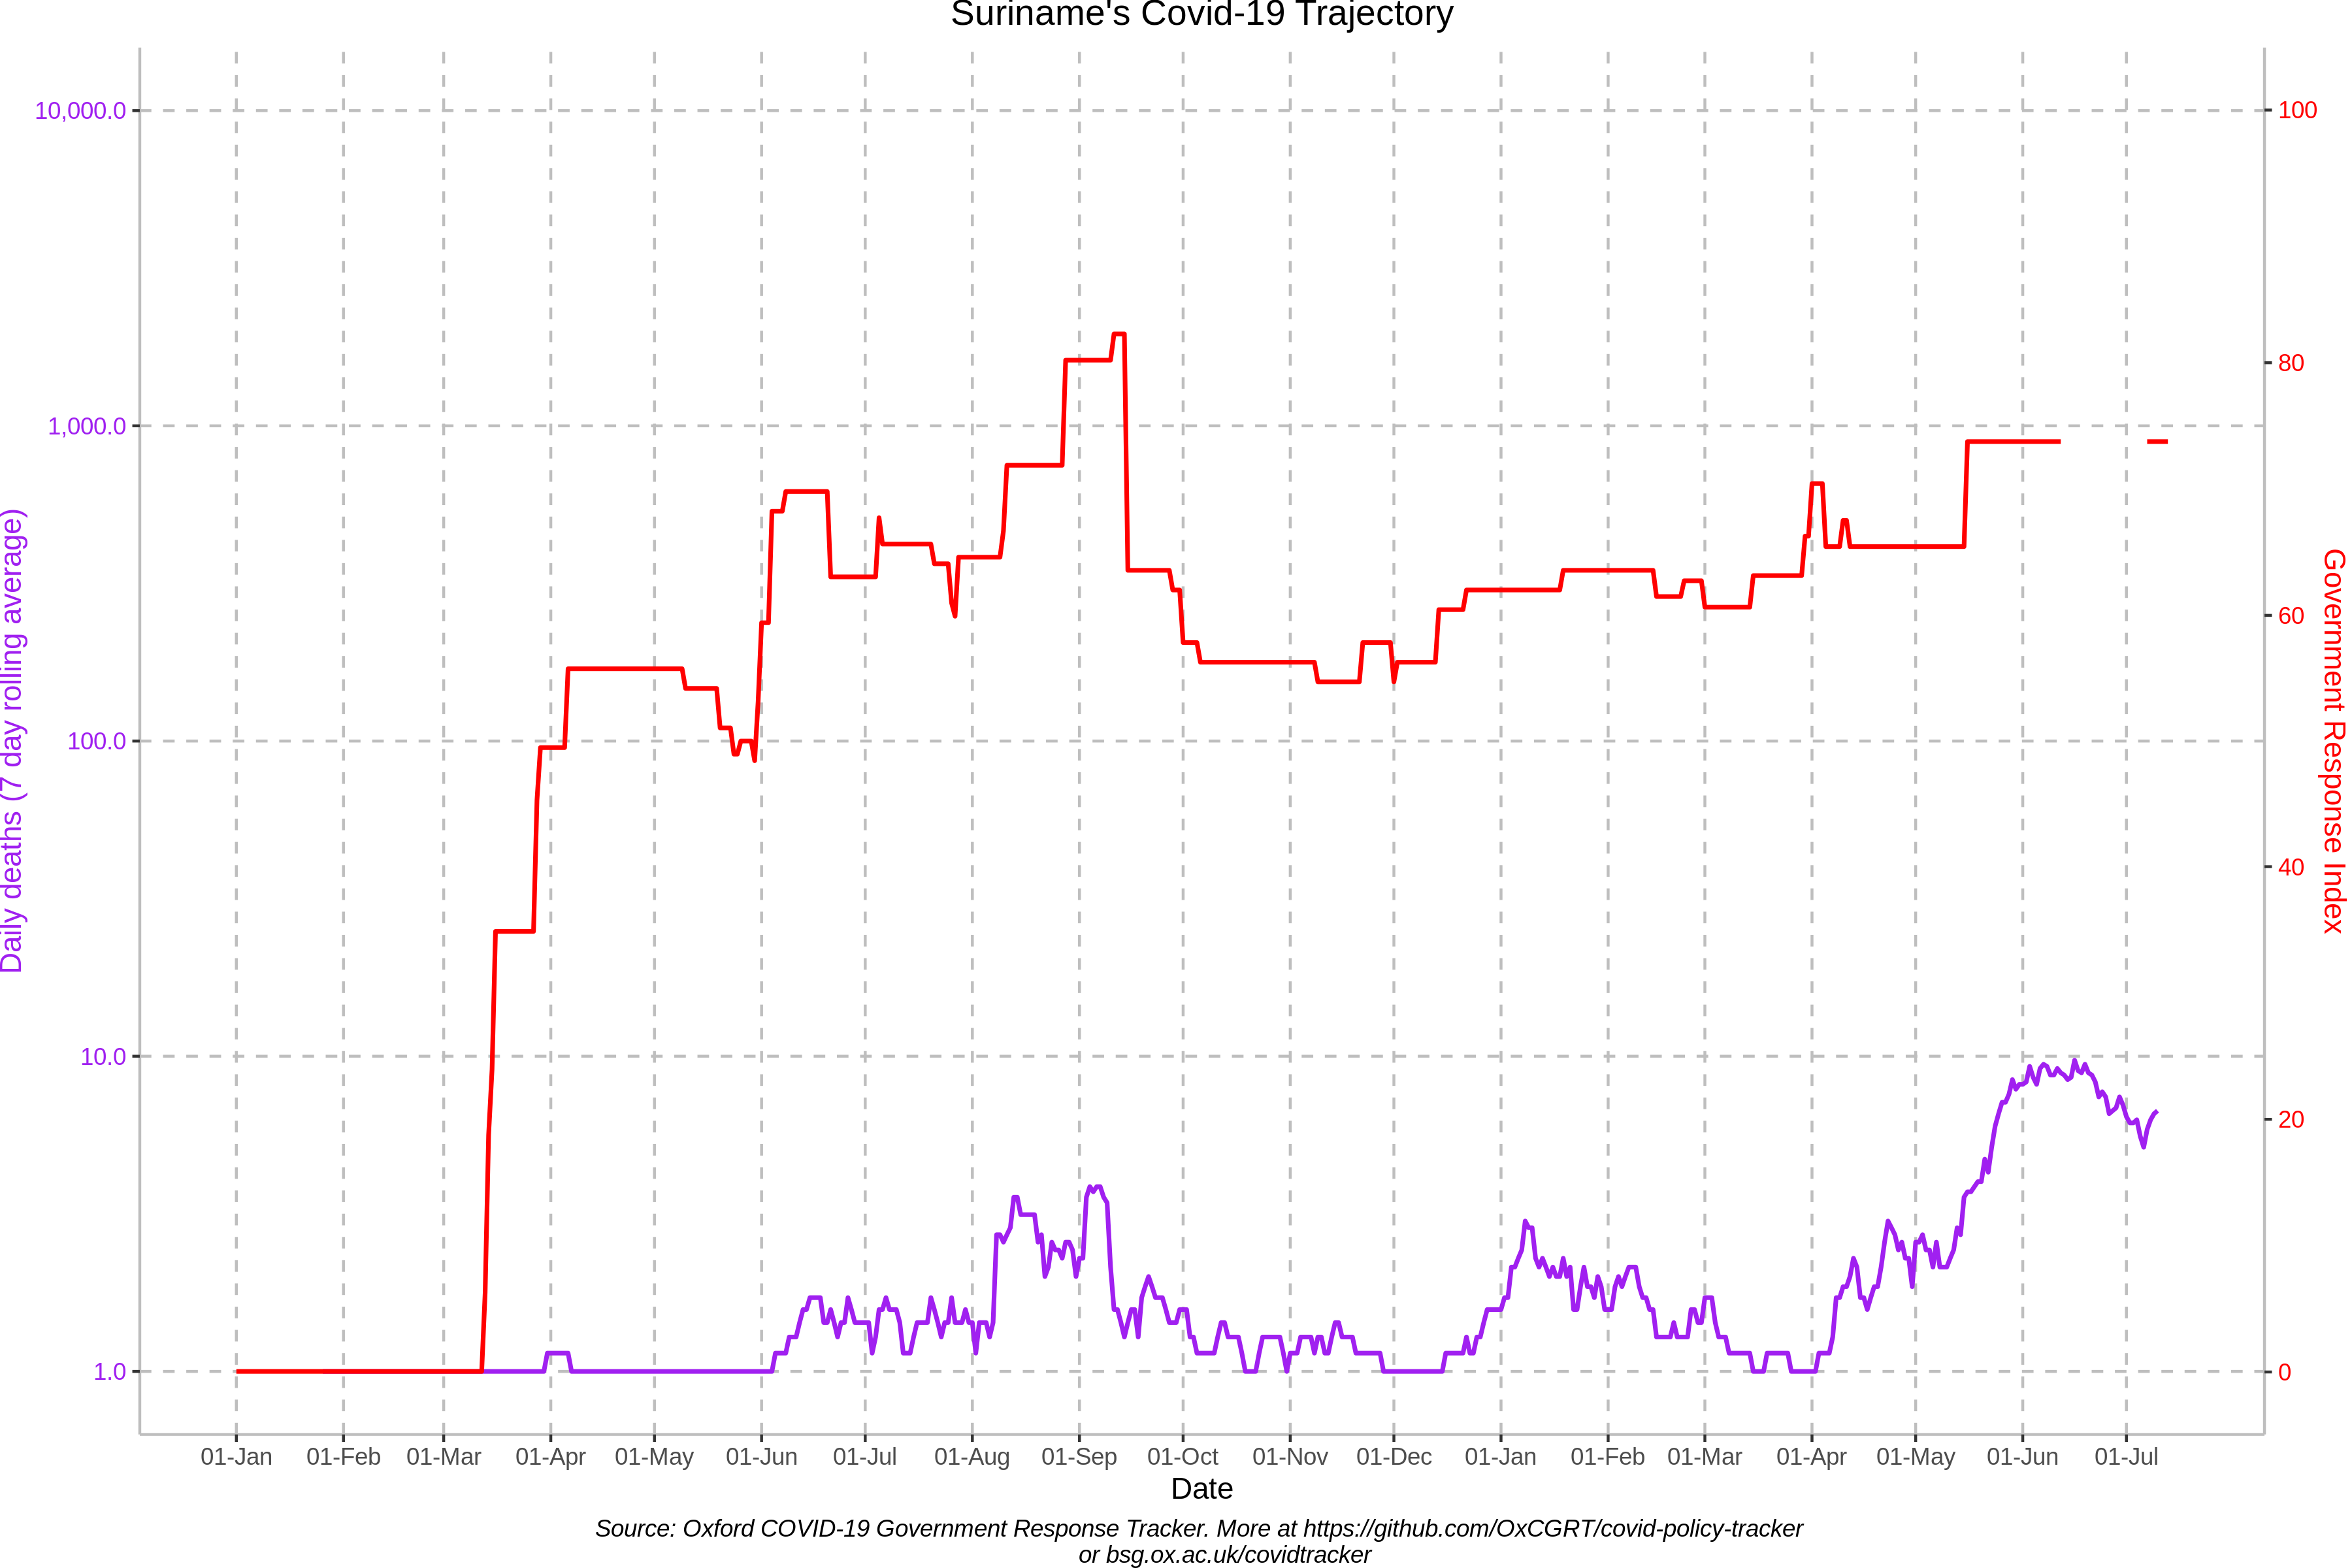 Suriname's Covid-19 Trajectory
10,000.0
1,000.0
100.0
10.0
1.0
Daily deaths (7 day rolling average)
100
80
60
40
20
0
Government Response Index
01-Jan 01-Feb 01-Mar 01-Apr 01-May 01-Jun 01-Jul 01-Aug 01-Sep 01-Oct 01-Nov 01-Dec 01-Jan 01-Feb 01-Mar 01-Apr 01-May 01-Jun 01-Jul
Date
Source: Oxford COVID-19 Government Response Tracker. More at https://github.com/OxCGRT/covid-policy-tracker
or bsg.ox.ac.uk/covidtracker